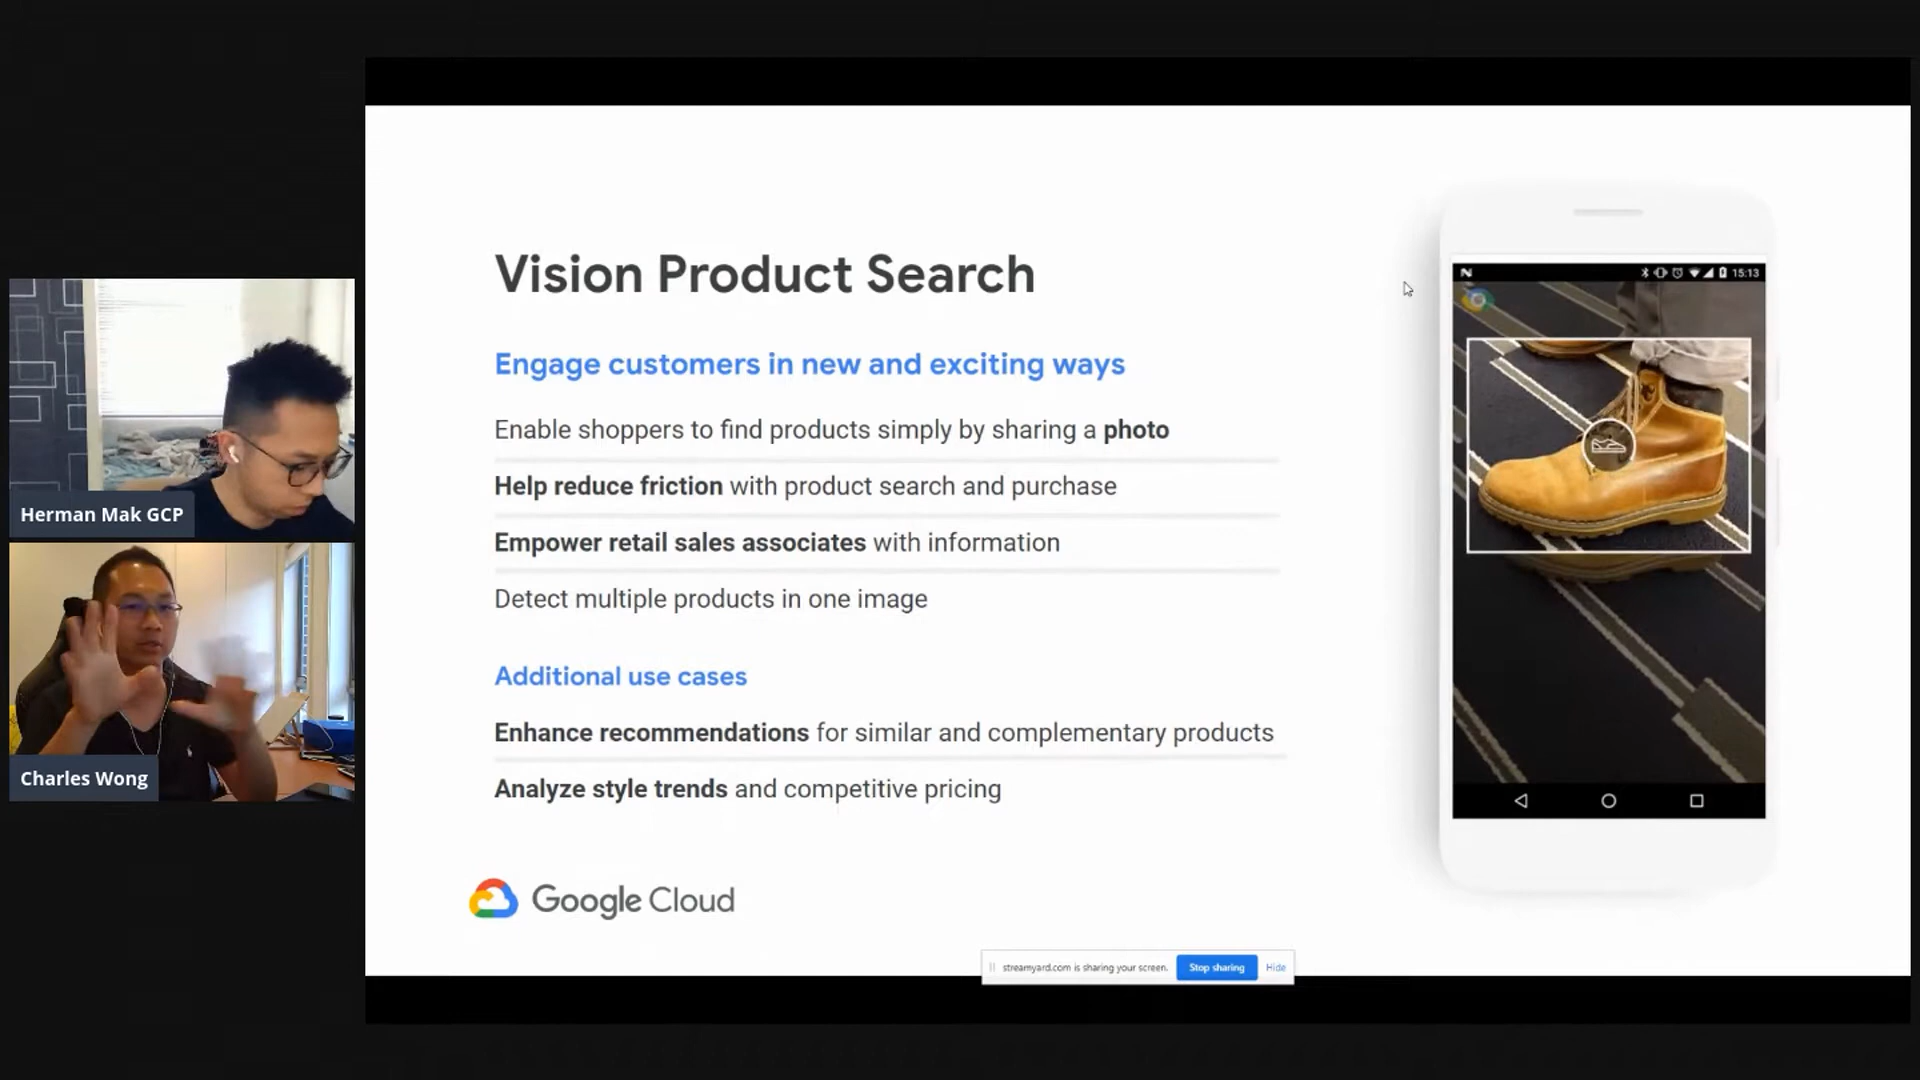 Vision Product Search
Engage customers in new and exciting ways
Enable shoppers to find products simply by sharing a photo
Help reduce friction with product search and purchase
Empower retail sales associates with information
Detect multiple products in one image
Additional use cases
Enhance recommendations for similar and complementary products
Analyze style trends and competitive pricing
Google Cloud
15:13
Herman Mak GCP
Charles Wong
streamyard.com is sharing your screen. Stop sharing Hide